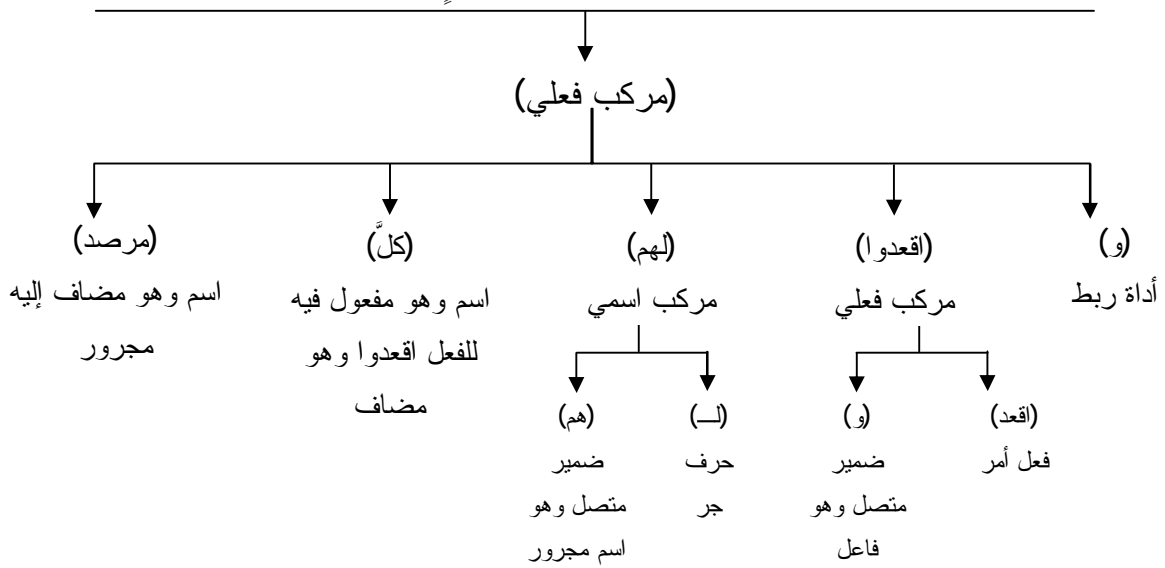 (مركب فعلي)
(و)
أداة ربط
(اقعدوا)
مركب فعلي
(لهم)
مركب اسمي
(كلَّ)
اسم وهو مفعول فيه
للفعل اقعدوا وهو
مضاف
(مرصد)
اسم وهو مضاف إليه
مجرور
(اقعد)
فعل أمر
(و)
ضمير
متصل وهو
فاعل
(لــ)
حرف
جر
(هم)
ضمير
متصل وهو
اسم مجرور